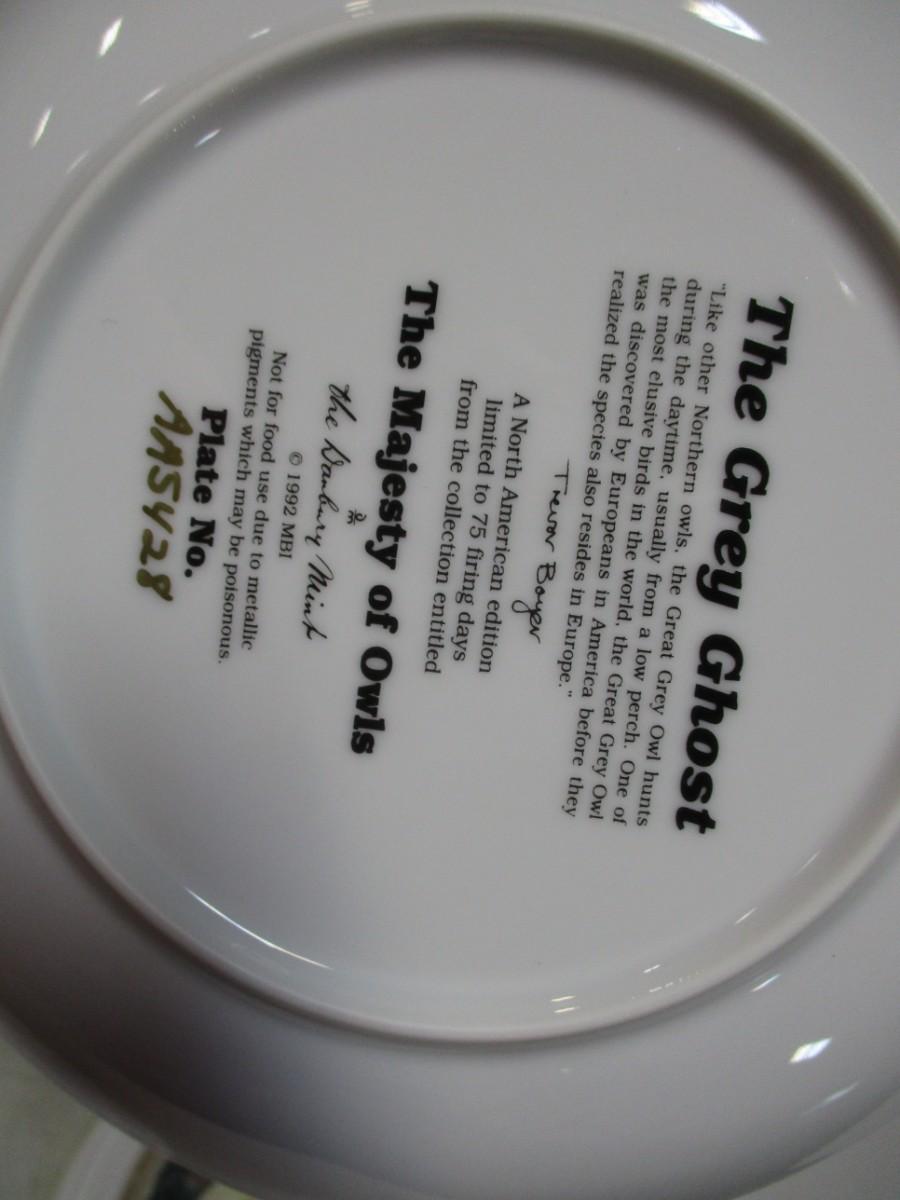 The Grey Ghost
"Like other Northern owls, the Great Grey Owl hunts
during the daytime, usually from a low perch. One of
the most elusive birds in the world, the Great Grey Owl
was discovered by Europeans in America before they
realized the species also resides in Europe."
Trevor Boyer
A North American edition
limited to 75 firing days
from the collection entitled
The Majesty of Owls
The Danbury Mint
© 1992 MBI
Not for food use due to metallic
pigments which may be poisonous.
Plate No.
AA5428